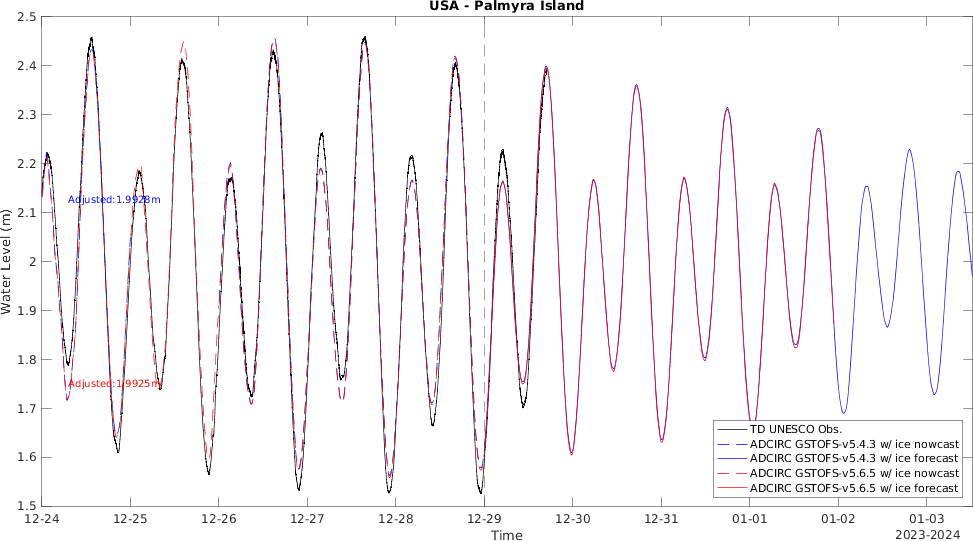 USA - Palmyra Island
2.5
2.4
2.3
2.2
2.1
2
1.9
1.8
1.7
1.6
1.5
Water Level (m)
Adjusted:1.9928m
Adjusted:1.9925m
TD UNESCO Obs.
ADCIRC GSTOFS-v5.4.3 w/ ice nowcast
ADCIRC GSTOFS-v5.4.3 w/ ice forecast
ADCIRC GSTOFS-v5.6.5 w/ ice nowcast
ADCIRC GSTOFS-v5.6.5 w/ ice forecast
12-24 12-25 12-26 12-27 12-28 12-29 12-30 12-31 01-01 01-02 01-03
Time
2023-2024